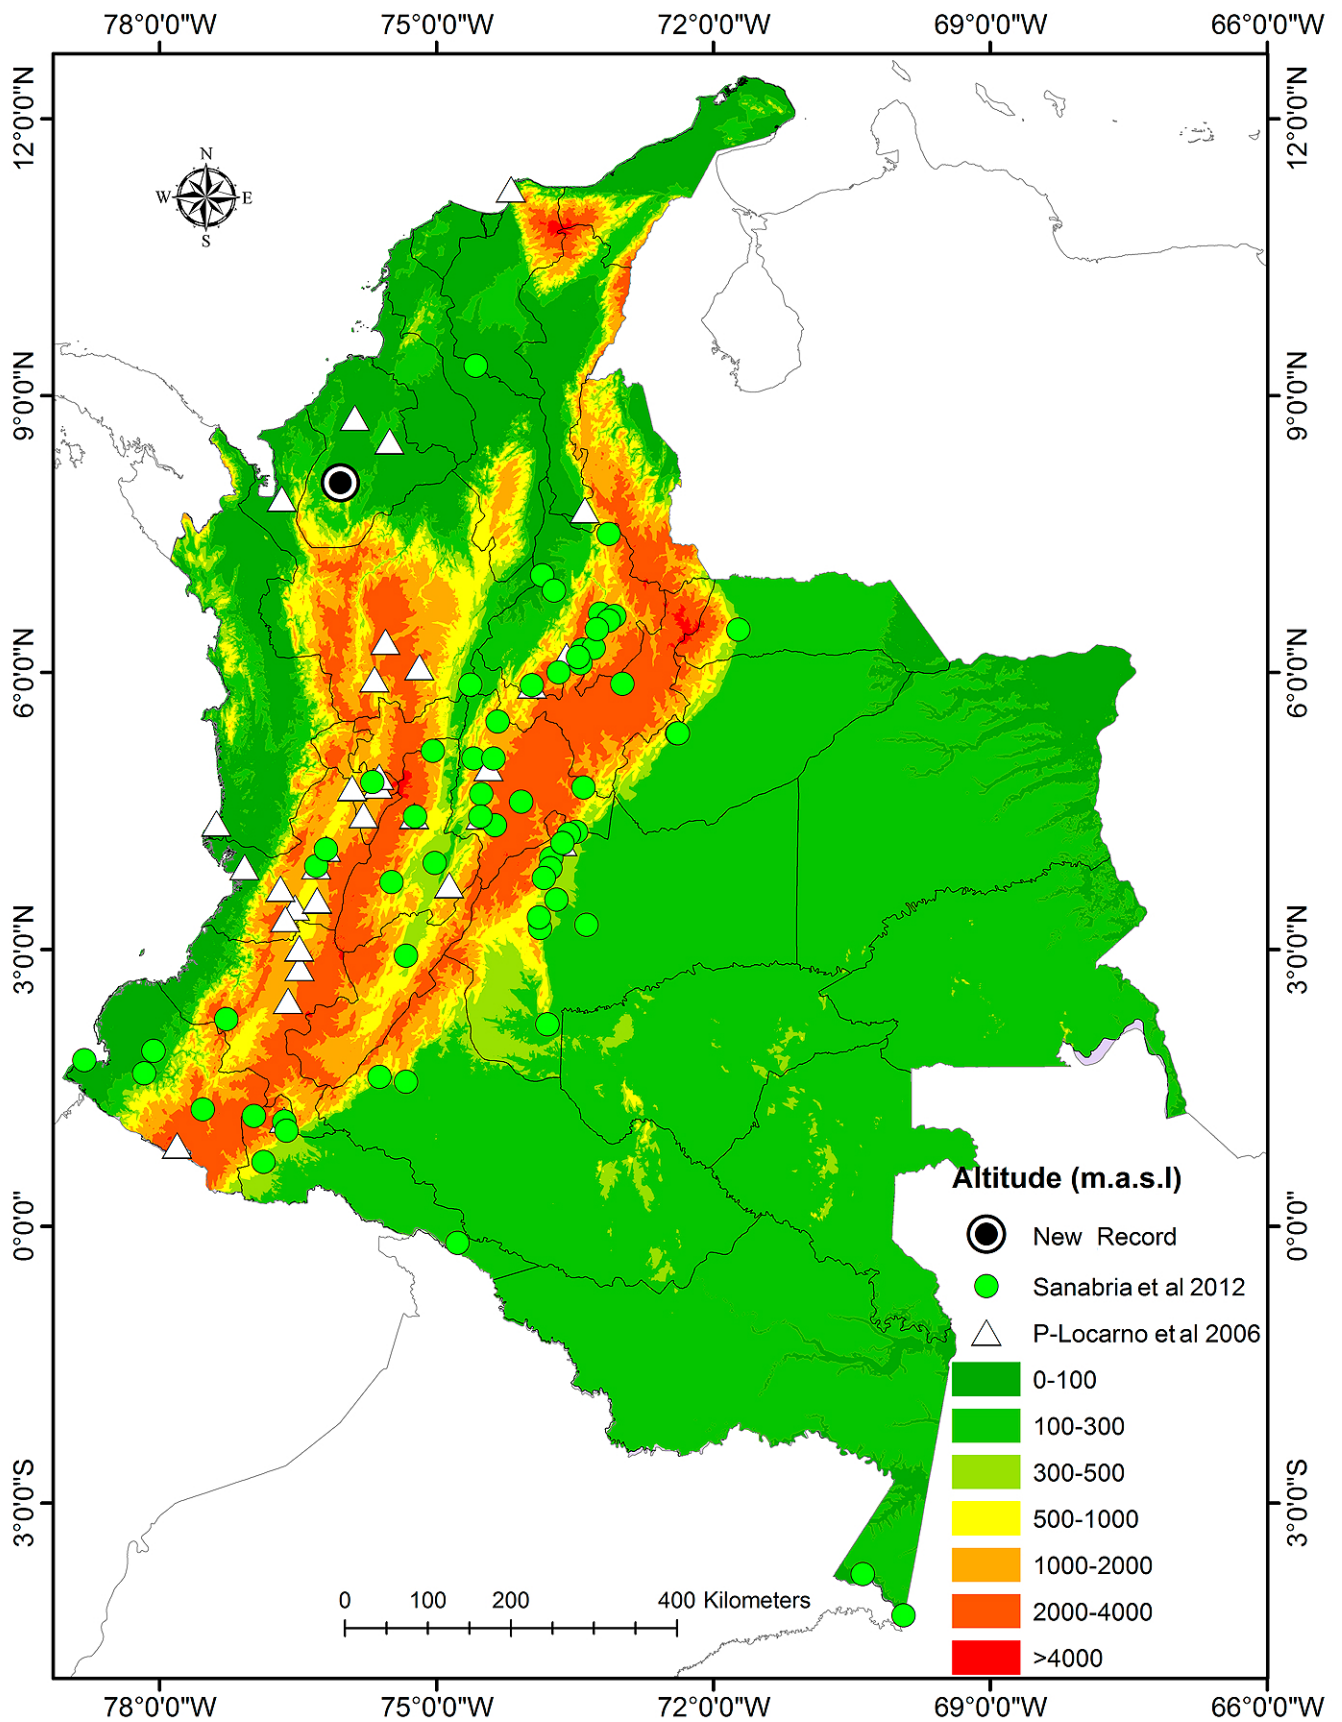 78°0'0"W 75°0'0"W 72°0'0"W 69°0'0"W 66°0'0"W
12°0'0"N 12°0'0"N
N
W E
S
9°0'0"N 9°0'0"N
6°0'0"N 6°0'0"N
3°0'0"N 3°0'0"N
0°0'0" 0°0'0"
3°0'0"S 3°0'0"S
Altitude (m.a.s.l)
New Record
Sanabria et al 2012
P-Locarno et al 2006
0-100
100-300
300-500
500-1000
1000-2000
2000-4000
>4000
0 100 200 400 Kilometers
78°0'0"W 75°0'0"W 72°0'0"W 69°0'0"W 66°0'0"W